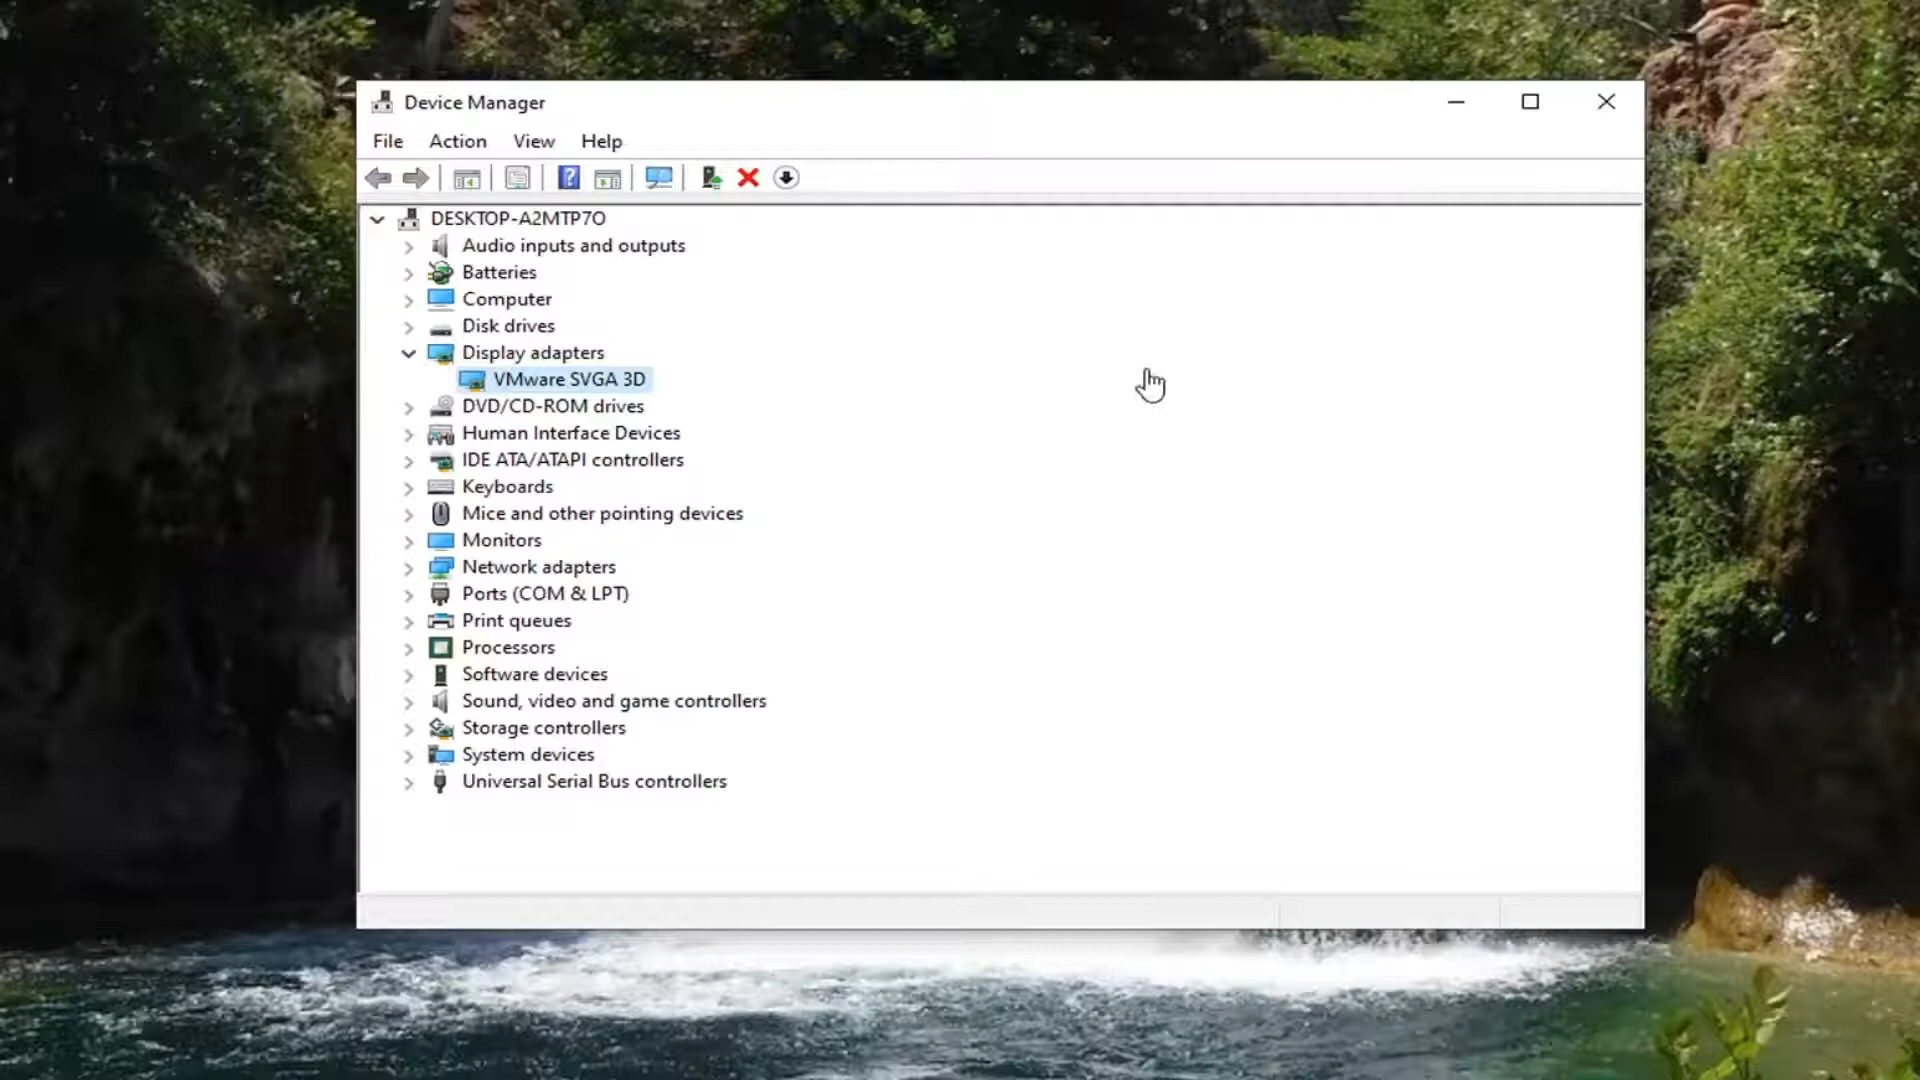 Device Manager
File Action View Help
DESKTOP-A2MTP7O
Audio inputs and outputs
Batteries
Computer
Disk drives
Display adapters
VMware SVGA 3D
DVD/CD-ROM drives
Human Interface Devices
IDE ATA/ATAPI controllers
Keyboards
Mice and other pointing devices
Monitors
Network adapters
Ports (COM & LPT)
Print queues
Processors
Software devices
Sound, video and game controllers
Storage controllers
System devices
Universal Serial Bus controllers